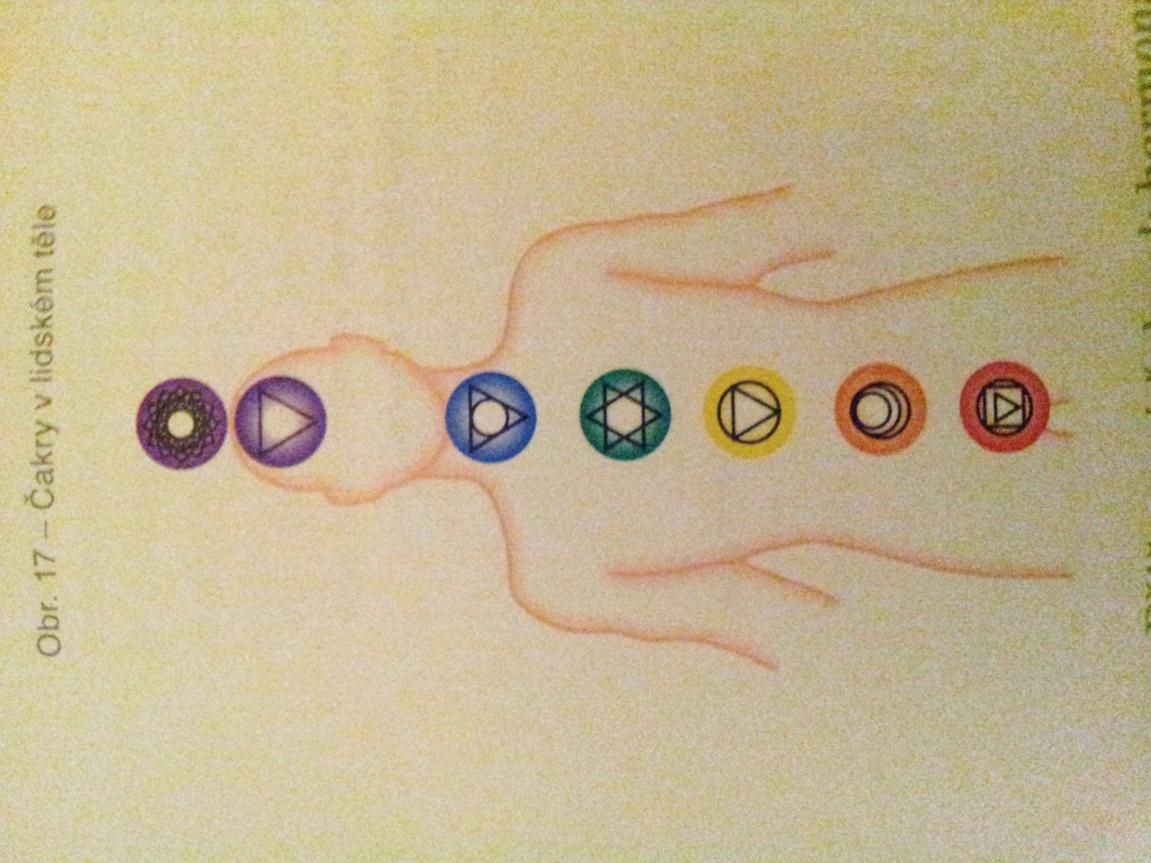 Obr. 17 – Čakry v lidském těle